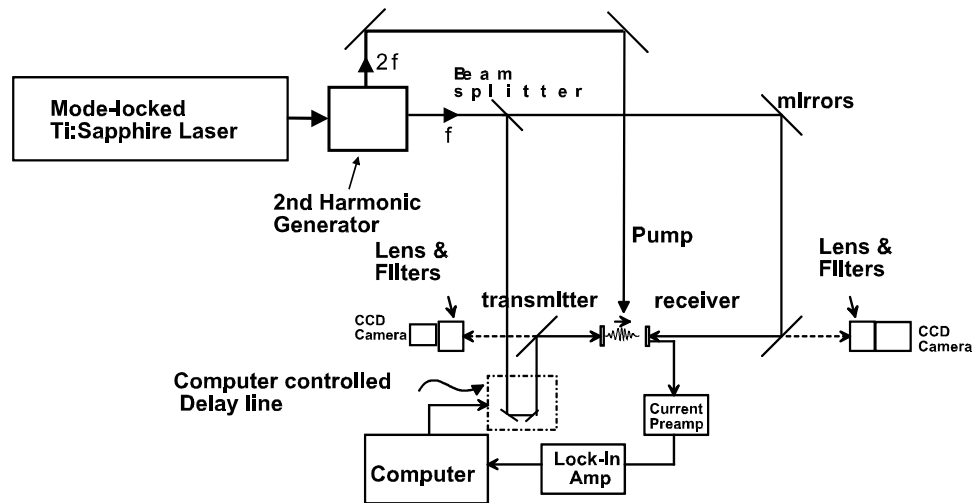 2f
Beam
splitter
Mode-locked
Ti:Sapphire Laser
mIrrors
f
2nd Harmonic
Generator
Pump
Lens &
FIlters
Lens &
FIlters
transmItter
receiver
CCD
Camera
CCD
Camera
Computer controlled
Delay line
Current
Preamp
Computer
Lock-In
Amp